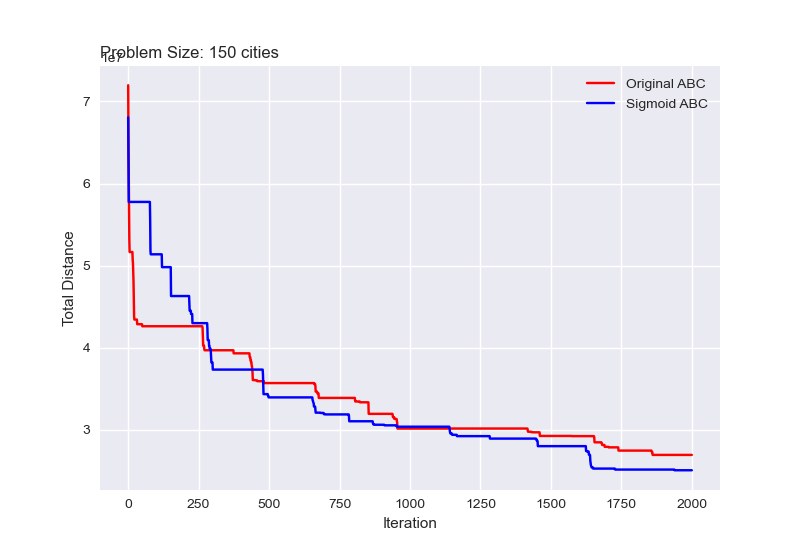 Problem Size: 150 cities
1e7
Original ABC
Sigmoid ABC
7
6
5
4
3
Total Distance
0 250 500 750 1000 1250 1500 1750 2000
Iteration